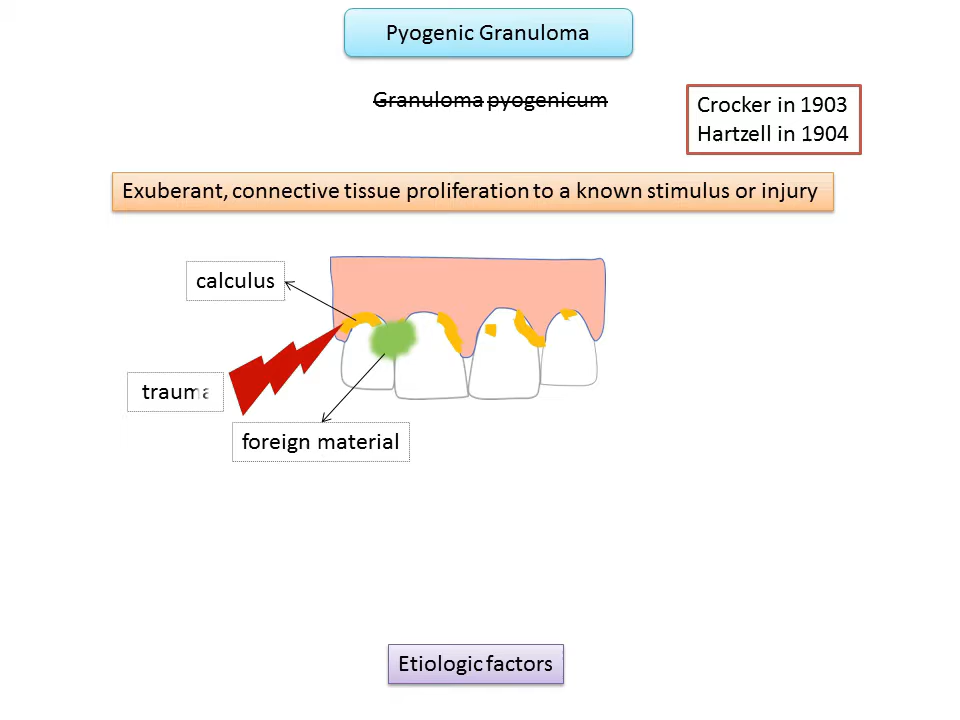 Pyogenic Granuloma
Granuloma pyogenicum
Crocker in 1903
Hartzell in 1904
Exuberant, connective tissue proliferation to a known stimulus or injury
calculus
trauma
foreign material
Etiologic factors